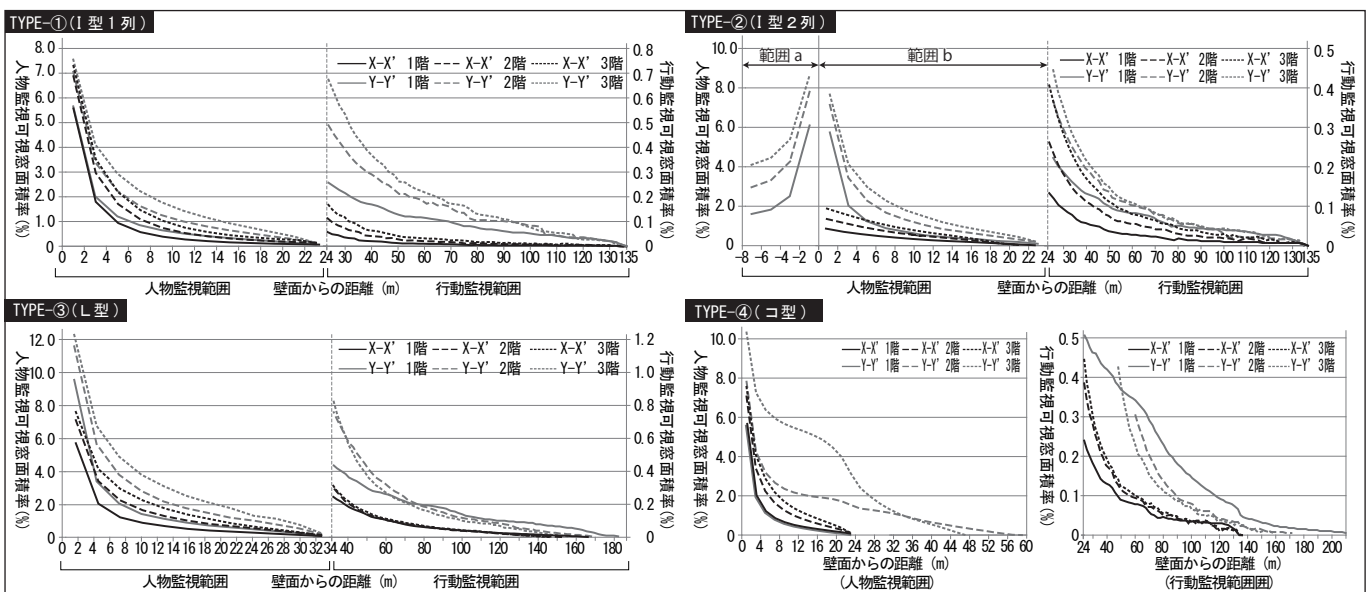 TYPE-①(Ⅰ型1列)
人物監視可視窓面積率(%)
8.0
7.0
6.0
5.0
4.0
3.0
2.0
1.0
0
X-X' 1階 X-X' 2階 X-X' 3階
Y-Y' 1階 Y-Y' 2階 Y-Y' 3階
0.8
0.7
0.6
0.5
0.4
0.3
0.2
0.1
0
行動監視可視窓面積率(%)
0 2 4 6 8 10 12 14 16 18 20 22 24 30 40 50 60 70 80 90 100 110 120 130 135
人物監視範囲 壁面からの距離 (m) 行動監視範囲
TYPE-②(Ⅰ型2列)
人物監視可視窓面積率(%)
10.0
8.0
6.0
4.0
2.0
0
範囲a 範囲b
X-X' 1階 X-X' 2階 X-X' 3階
Y-Y' 1階 Y-Y' 2階 Y-Y' 3階
0.5
0.4
0.3
0.2
0.1
0
行動監視可視窓面積率(%)
-8 -6 -4 -2 0 2 4 6 8 10 12 14 16 18 20 22 24 30 40 50 60 70 80 90 100 110 120 130 135
人物監視範囲 壁面からの距離 (m) 行動監視範囲
TYPE-③(L型)
人物監視可視窓面積率(%)
12.0
10.0
8.0
6.0
4.0
2.0
0
X-X' 1階 X-X' 2階 X-X' 3階
Y-Y' 1階 Y-Y' 2階 Y-Y' 3階
1.2
1.0
0.8
0.6
0.4
0.2
0
行動監視可視窓面積率(%)
0 2 4 6 8 10 12 14 16 18 20 22 24 26 28 30 32 34 40 60 80 100 120 140 160 180
人物監視範囲 壁面からの距離 (m) 行動監視範囲
TYPE-④(コ型)
人物監視可視窓面積率(%)
10.0
8.0
6.0
4.0
2.0
0
X-X' 1階 X-X' 2階 X-X' 3階
Y-Y' 1階 Y-Y' 2階 Y-Y' 3階
0 4 8 12 16 20 24 28 32 36 40 44 48 52 56 60
壁面からの距離 (m)
(人物監視範囲)
行動監視可視窓面積率(%)
0.5
0.4
0.3
0.2
0.1
0
X-X' 1階 X-X' 2階 X-X' 3階
Y-Y' 1階 Y-Y' 2階 Y-Y' 3階
24 40 60 80 100 120 140 160 180 200
壁面からの距離 (m)
(行動監視範囲囲)